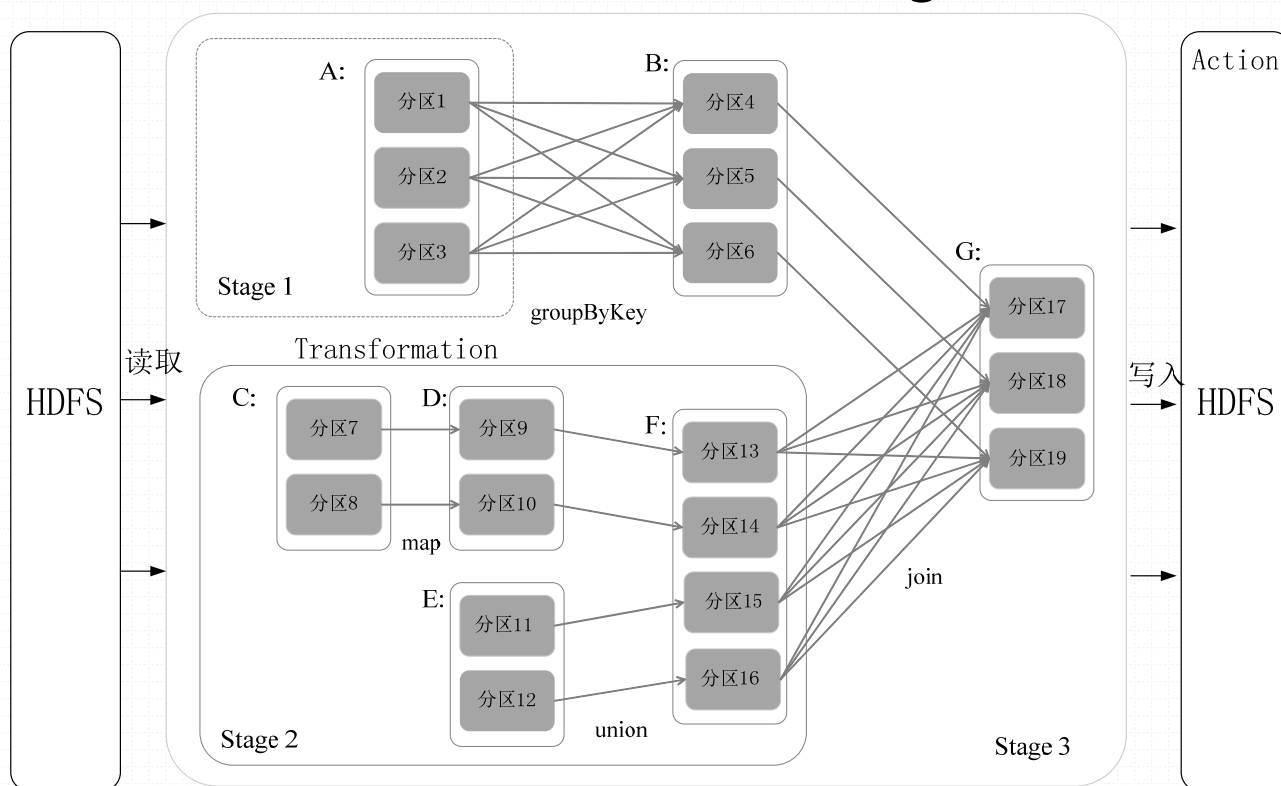 Action
A:
B:
分区1
分区4
分区2
分区5
分区3
分区6
G:
Stage 1
分区17
groupByKey
Transformation
读取
HDFS
写入
HDFS
分区18
C:
D:
F:
分区7
分区9
分区13
分区19
分区8
分区10
分区14
map
join
E:
分区11
分区15
分区12
分区16
union
Stage 2
Stage 3